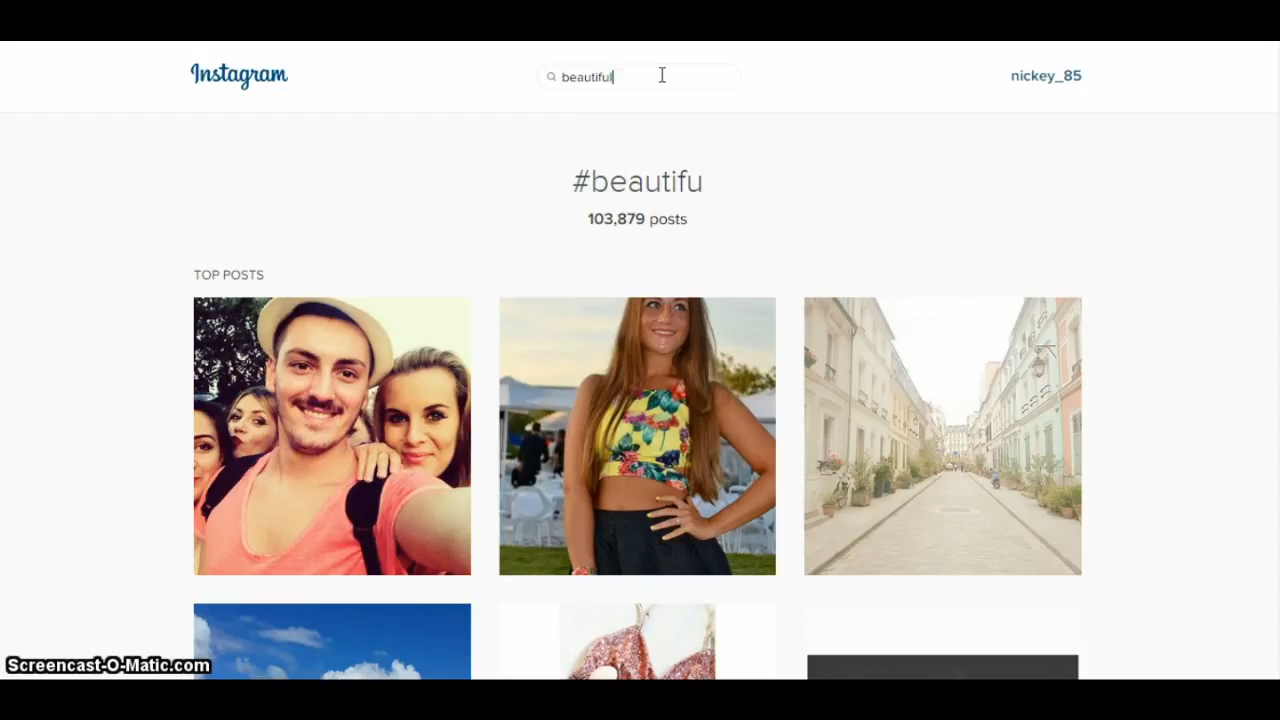 Instagram
beautiful
nickey_85
#beautifu
103,879 posts
TOP POSTS
Screencast-O-Matic.com